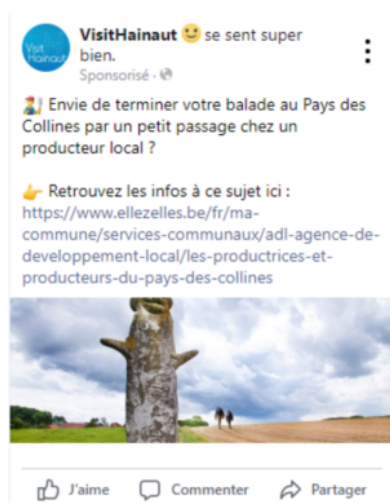 Visit
Hainaut
VisitHainaut 🙂 se sent super
bien.
Sponsorisé ·
Envie de terminer votre balade au Pays des
Collines par un petit passage chez un
producteur local ?
👉 Retrouvez les infos à ce sujet ici :
https://www.ellezelles.be/fr/ma-
commune/services-communaux/adl-agence-de-
developpement-local/les-productrices-et-
producteurs-du-pays-des-collines
J'aime
Commenter
Partager